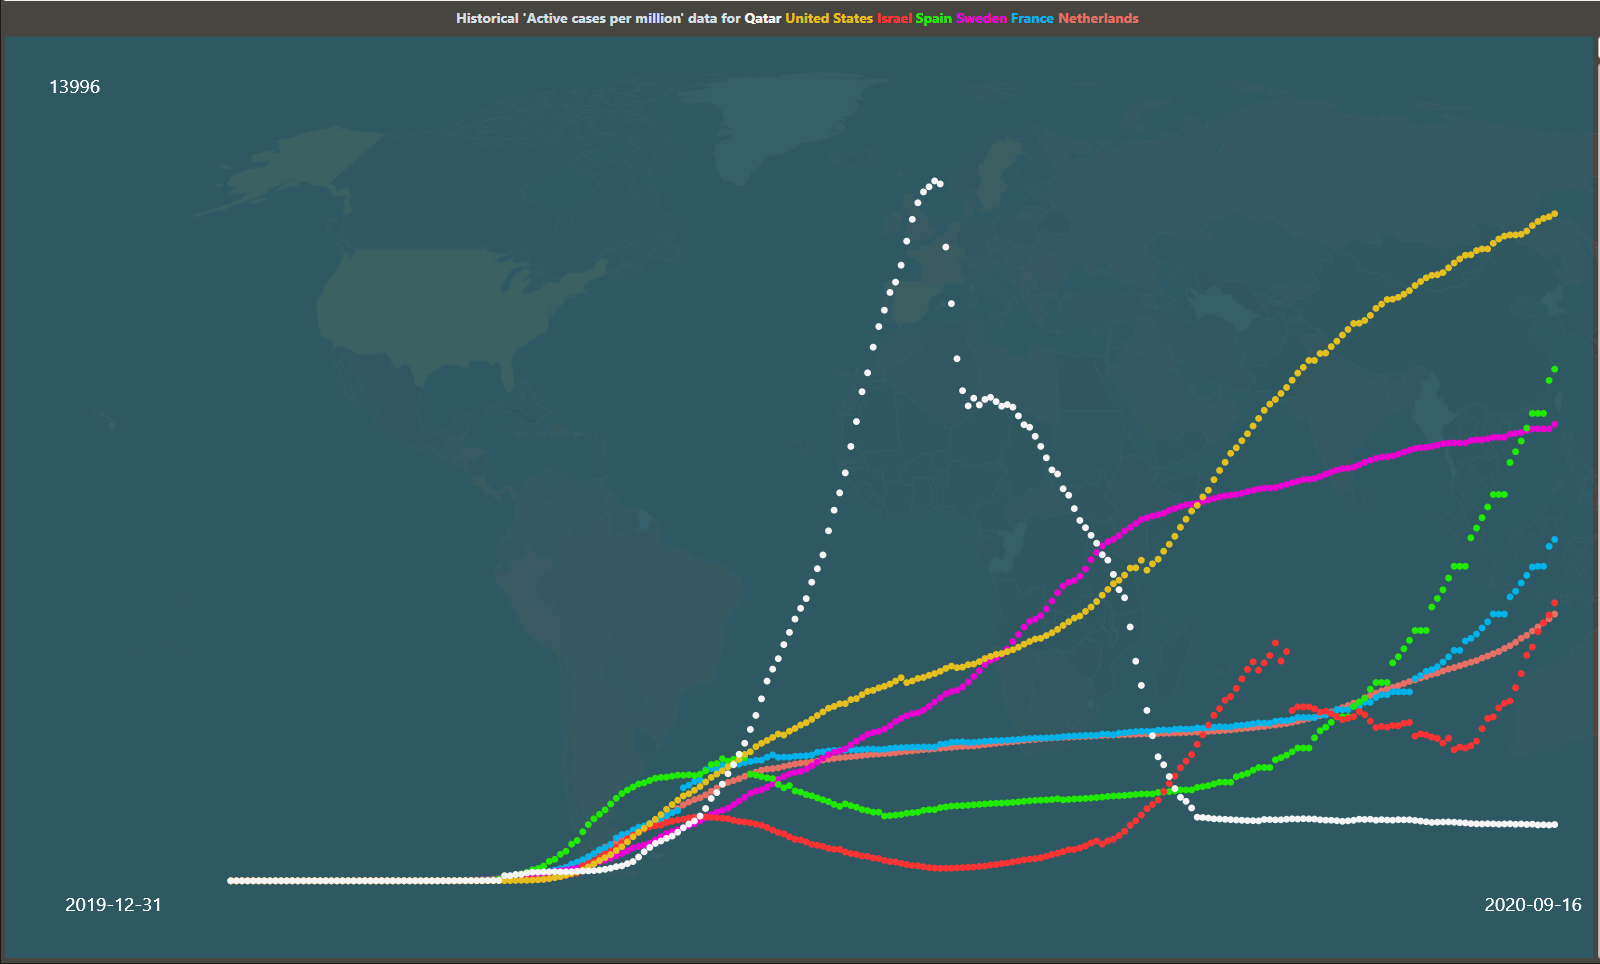 Historical 'Active cases per million' data for Qatar United States Israel Spain Sweden France Netherlands
13996
2019-12-31
2020-09-16